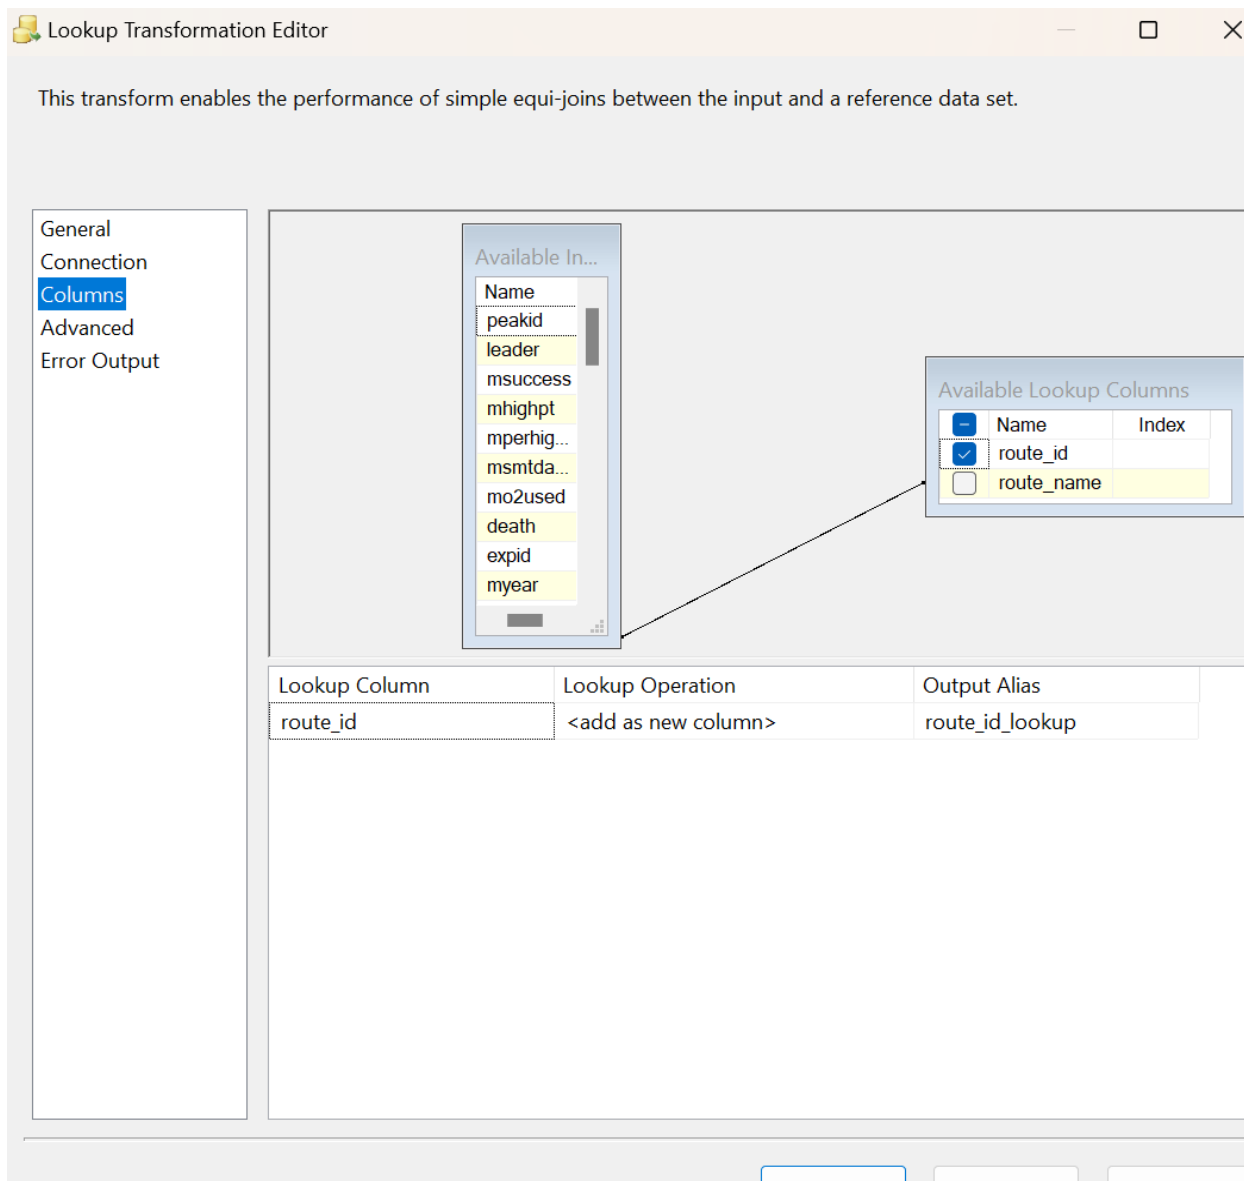 Lookup Transformation Editor
This transform enables the performance of simple equi-joins between the input and a reference data set.
General
Connection
Columns
Advanced
Error Output
Available In...
Name
peakid
leader
msuccess
mhighpt
mperhig...
msmtda...
mo2used
death
expid
myear
Available Lookup Columns
Name Index
route_id
route_name
Lookup Column Lookup Operation Output Alias
route_id <add as new column> route_id_lookup